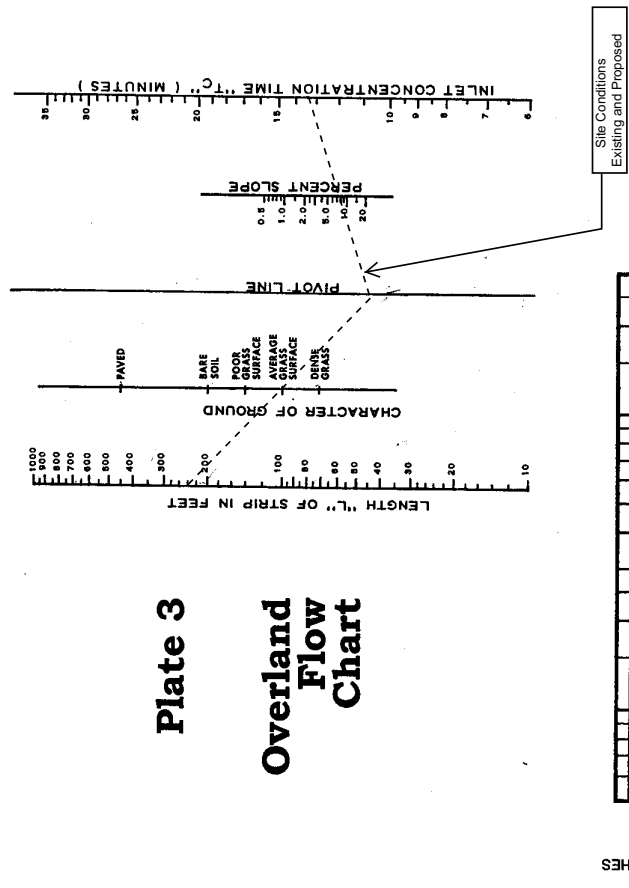 Plate 3
Overland
Flow
Chart
LENGTH "L" OF STRIP IN FEET
1000
900
800
700
600
500
400
300
200
100
80
60
50
40
30
20
10
CHARACTER OF GROUND
PAVED
BARE
SOIL
POOR
GRASS
SURFACE
AVERAGE
GRASS
SURFACE
DENSE
GRASS
PIVOT LINE
PERCENT SLOPE
0.5
1.0
2.0
5.0
10.0
20
INLET CONCENTRATION TIME "TC" ( MINUTES )
35
30
25
20
15
10
9
8
7
6
Site Conditions
Existing and Proposed
HES